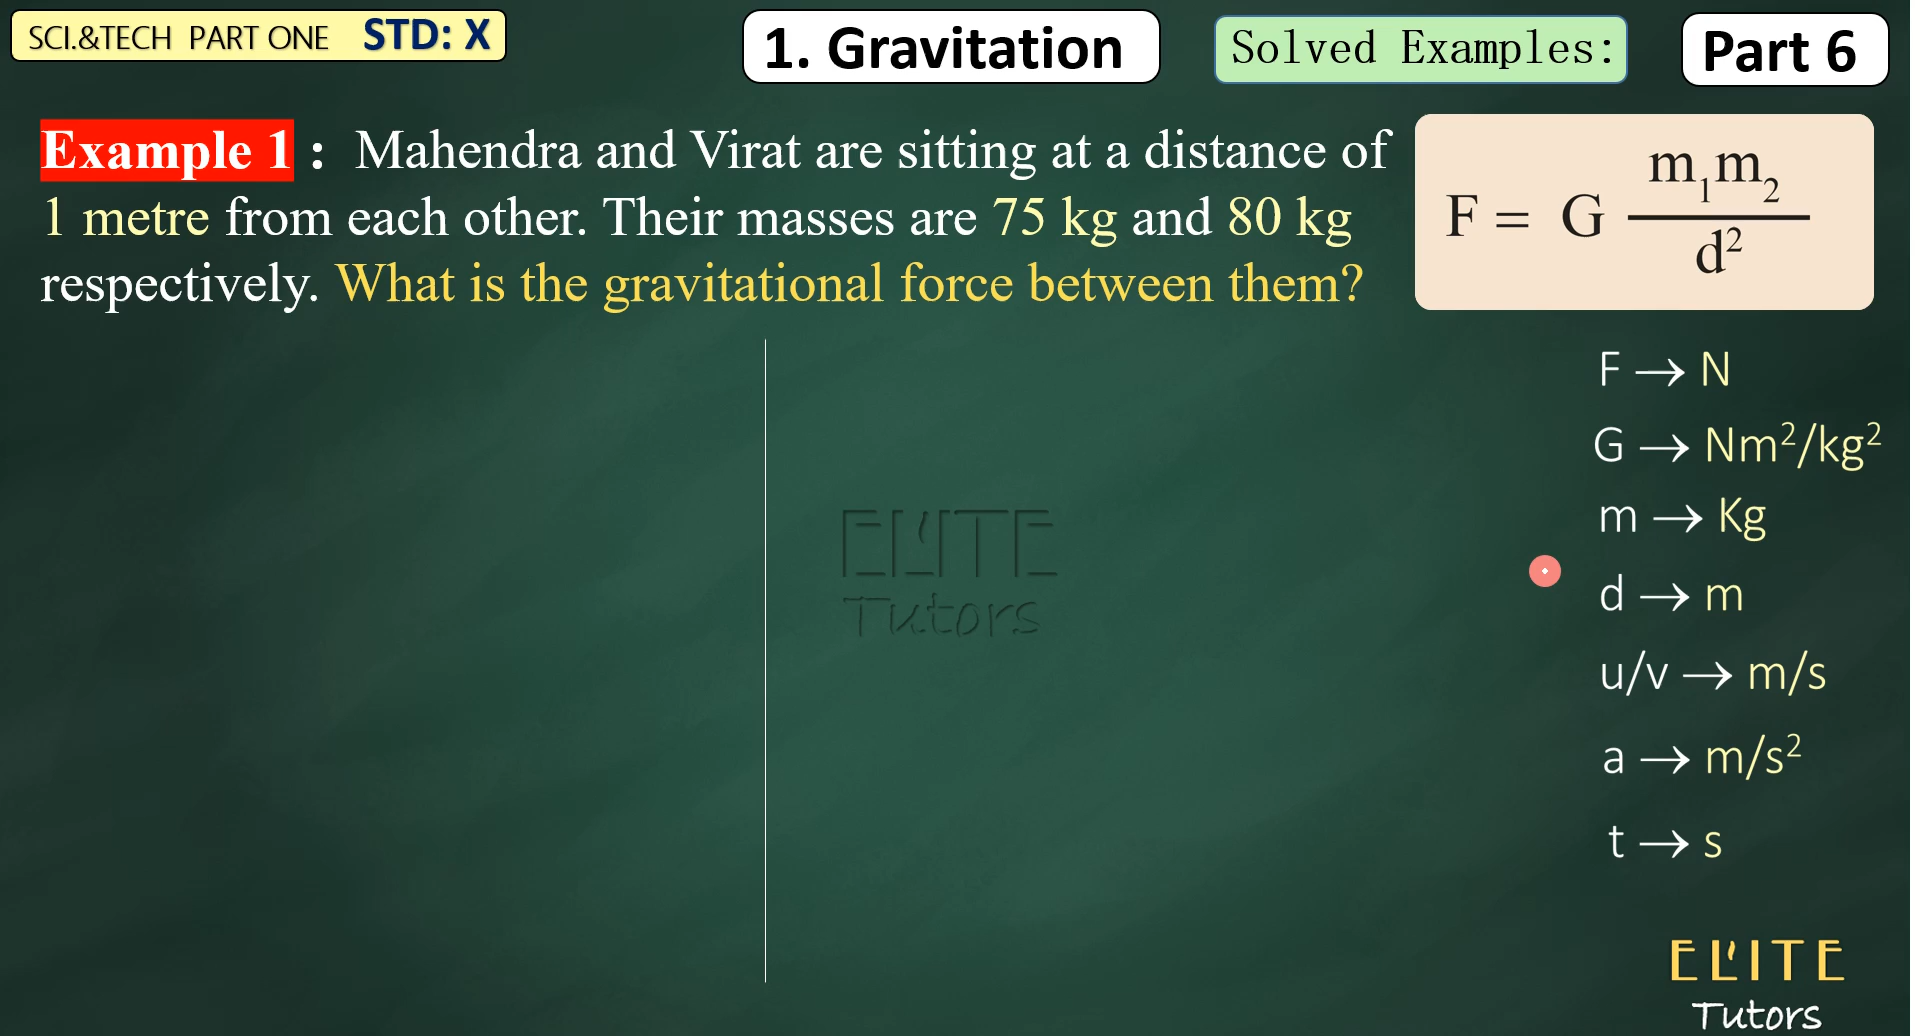 SCI.&TECH PART ONE STD: X
1. Gravitation
Solved Examples:
Part 6
Example 1 : Mahendra and Virat are sitting at a distance of
1 metre from each other. Their masses are 75 kg and 80 kg
respectively. What is the gravitational force between them?
F = G m₁m₂ / d²
F → N
G → Nm²/kg²
m → Kg
d → m
u/v → m/s
a → m/s²
t → s
ELITE
Tutors
ELITE
Tutors